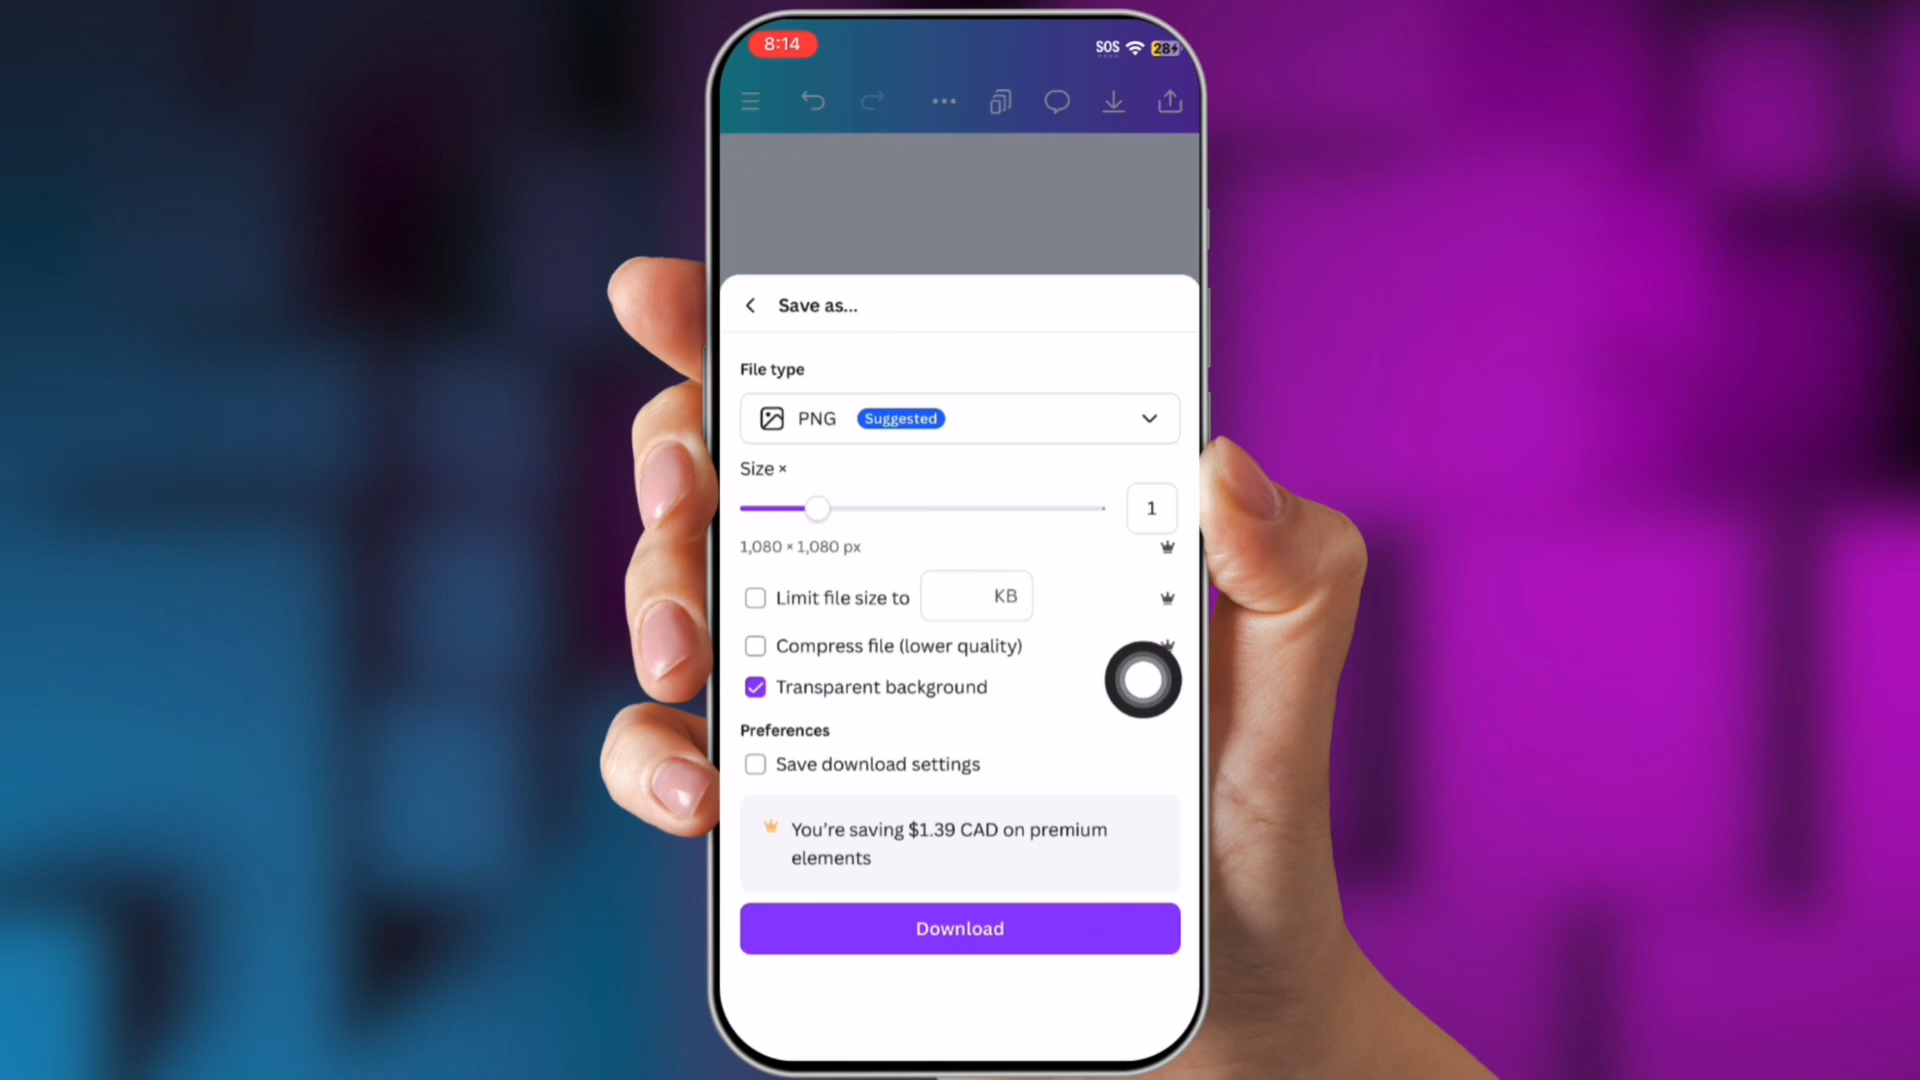 8:14
SOS 28
Save as...
File type
PNG Suggested
Size ×
1
1,080 × 1,080 px
Limit file size to KB
Compress file (lower quality)
Transparent background
Preferences
Save download settings
You're saving $1.39 CAD on premium
elements
Download